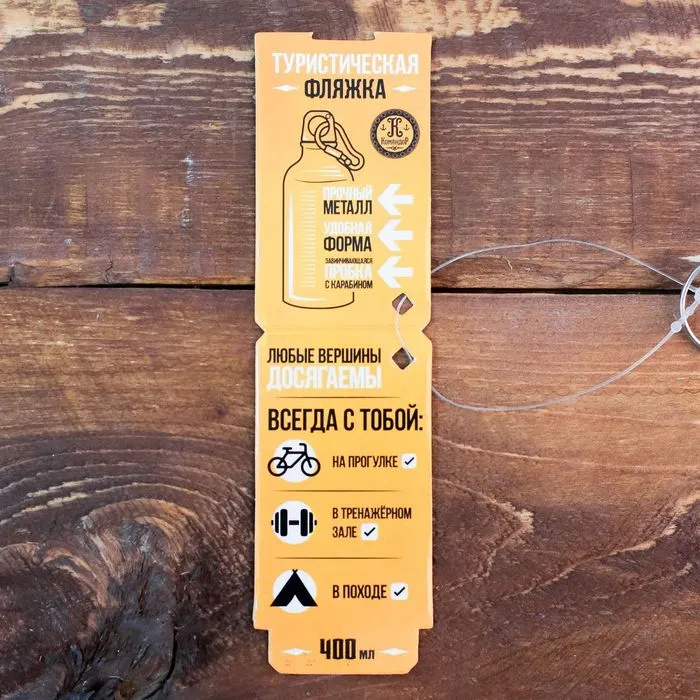 ТУРИСТИЧЕСКАЯ
ФЛЯЖКА
К
КОМАНДОР
ПРОЧНЫЙ
МЕТАЛЛ
УДОБНАЯ
ФОРМА
ЗАВИНЧИВАЮЩАЯСЯ
ПРОБКА
С КАРАБИНОМ
ЛЮБЫЕ ВЕРШИНЫ
ДОСЯГАЕМЫ
ВСЕГДА С ТОБОЙ:
НА ПРОГУЛКЕ
В ТРЕНАЖЁРНОМ
ЗАЛЕ
В ПОХОДЕ
400 МЛ